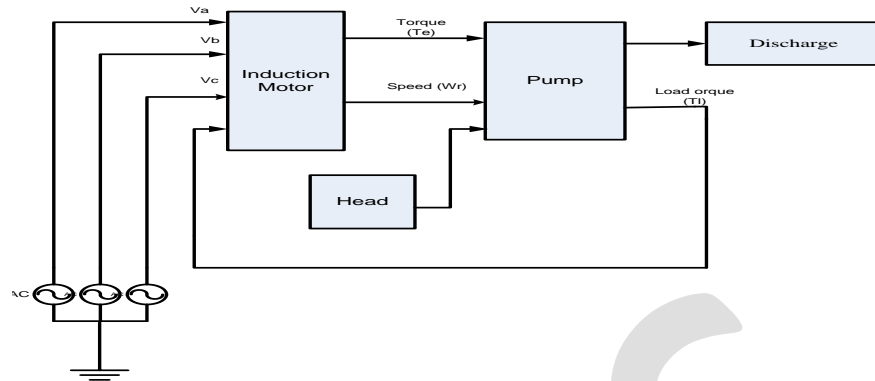 Va
Vb
Vc
Induction
Motor
Torque
(Te)
Speed (Wr)
Pump
Discharge
Load orque
(Tl)
Head
AC